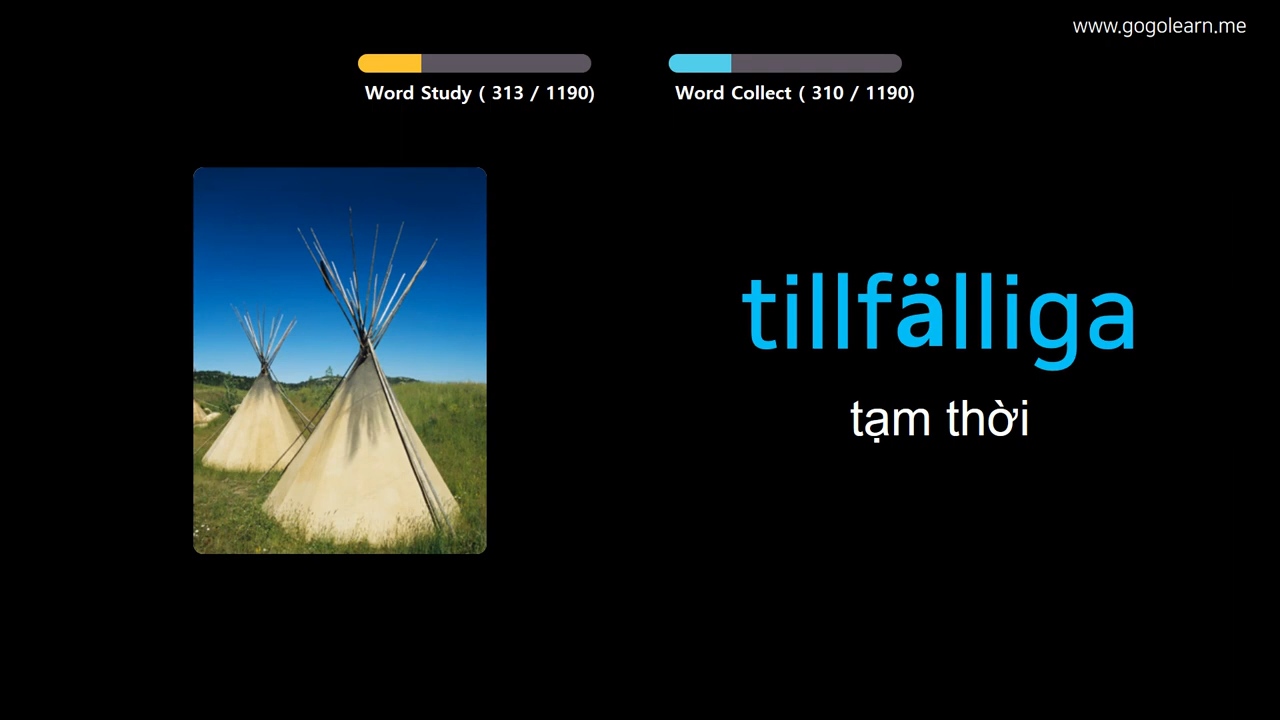 www.gogolearn.me
Word Study ( 313 / 1190)
Word Collect ( 310 / 1190)
tillfälliga
tạm thời